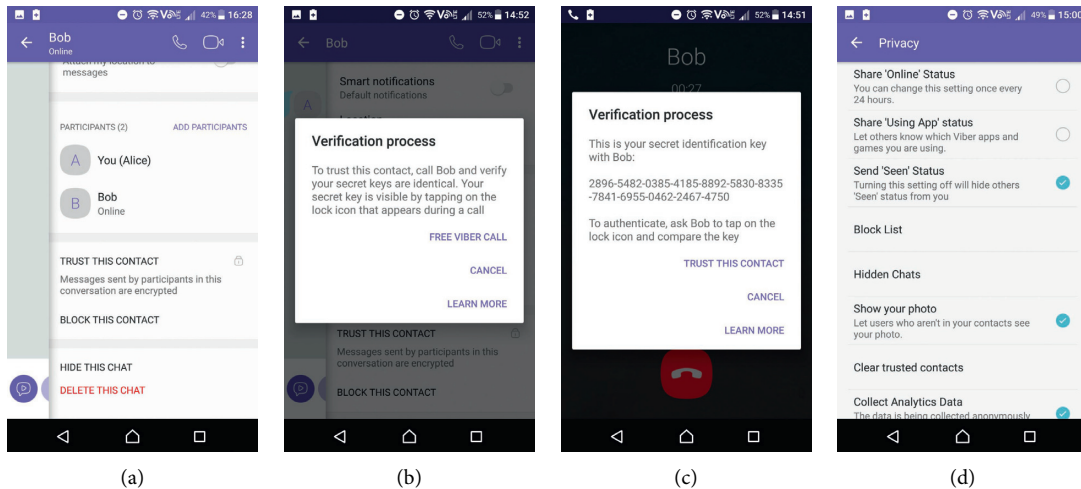 42% 16:28
Bob
Online
Attach my location to
messages
PARTICIPANTS (2) ADD PARTICIPANTS
A You (Alice)
B Bob
Online
TRUST THIS CONTACT
Messages sent by participants in this
conversation are encrypted
BLOCK THIS CONTACT
HIDE THIS CHAT
DELETE THIS CHAT
(a)
52% 14:52
Bob
Smart notifications
Default notifications
Location
A
Verification process
To trust this contact, call Bob and verify
your secret keys are identical. Your
secret key is visible by tapping on the
lock icon that appears during a call
FREE VIBER CALL
CANCEL
LEARN MORE
TRUST THIS CONTACT
Messages sent by participants in this
conversation are encrypted
BLOCK THIS CONTACT
(b)
52% 14:51
Bob
00:27
Verification process
This is your secret identification key
with Bob:
2896-5482-0385-4185-8892-5830-8335
-7841-6955-0462-2467-4750
To authenticate, ask Bob to tap on the
lock icon and compare the key
TRUST THIS CONTACT
CANCEL
LEARN MORE
(c)
49% 15:00
Privacy
Share 'Online' Status
You can change this setting once every
24 hours.
Share 'Using App' status
Let others know which Viber apps and
games you are using.
Send 'Seen' Status
Turning this setting off will hide others
'Seen' status from you
Block List
Hidden Chats
Show your photo
Let users who aren't in your contacts see
your photo.
Clear trusted contacts
Collect Analytics Data
The data is being collected anonymously
(d)